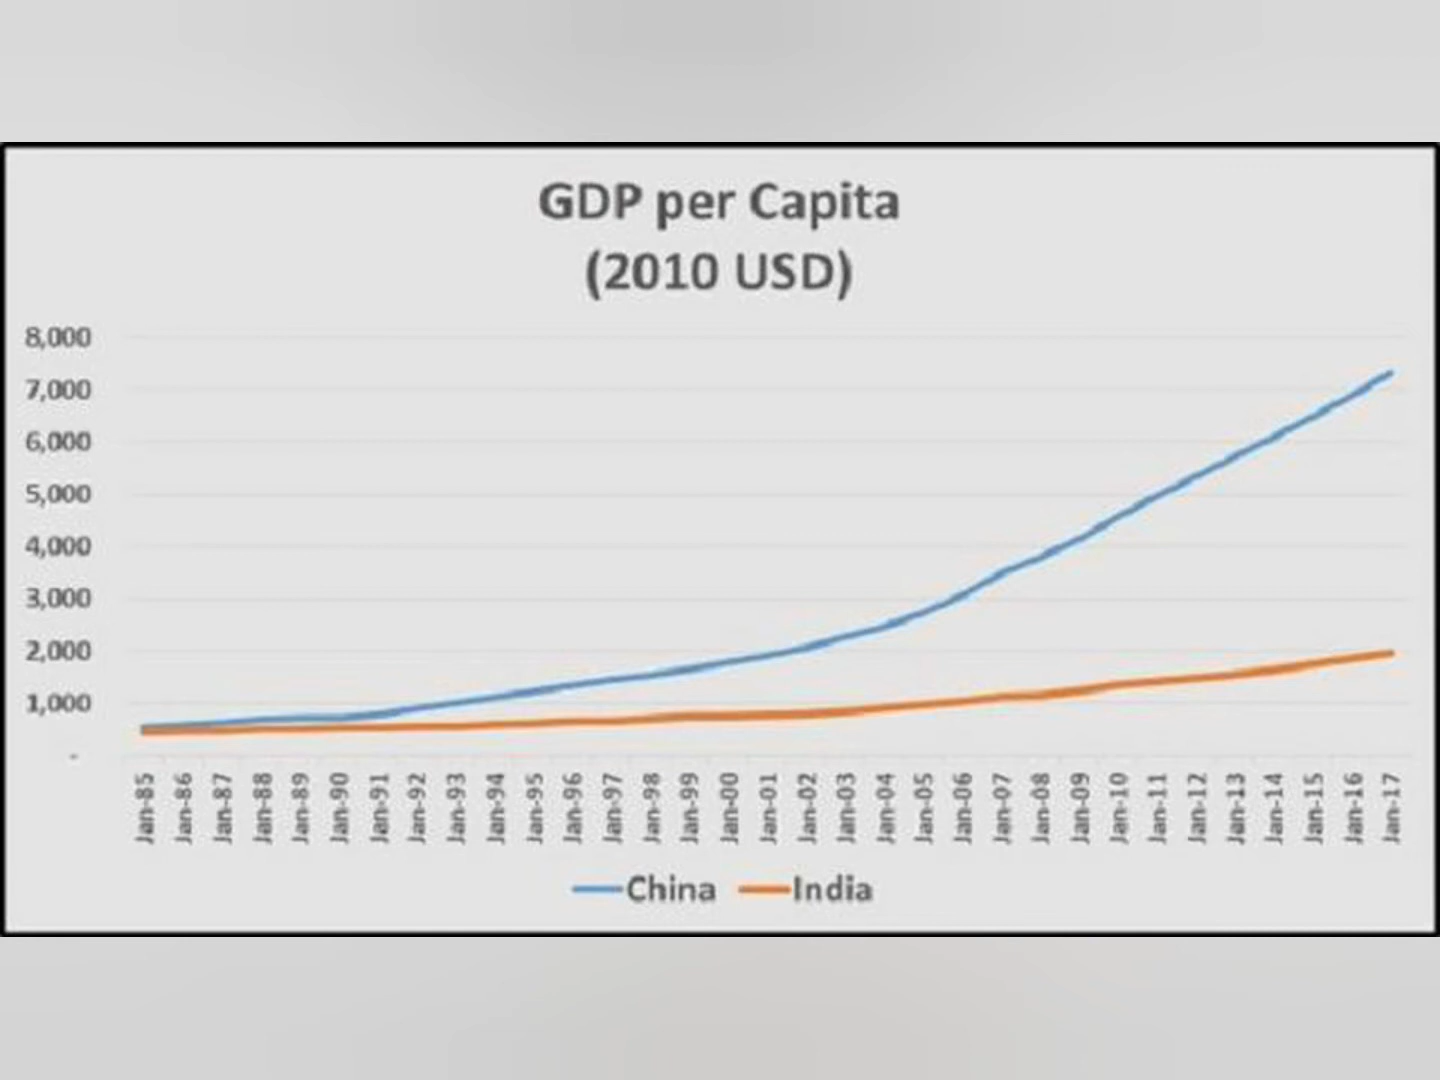 GDP per Capita
(2010 USD)
8,000
7,000
6,000
5,000
4,000
3,000
2,000
1,000
-
Jan-85
Jan-86
Jan-87
Jan-88
Jan-89
Jan-90
Jan-91
Jan-92
Jan-93
Jan-94
Jan-95
Jan-96
Jan-97
Jan-98
Jan-99
Jan-00
Jan-01
Jan-02
Jan-03
Jan-04
Jan-05
Jan-06
Jan-07
Jan-08
Jan-09
Jan-10
Jan-11
Jan-12
Jan-13
Jan-14
Jan-15
Jan-16
Jan-17
China India